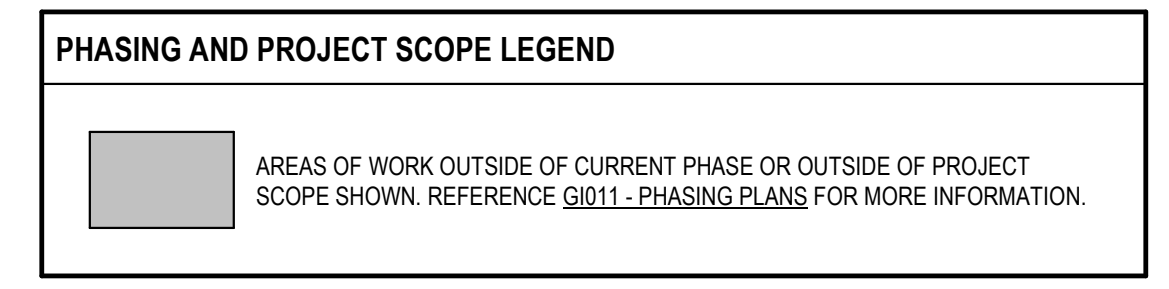 PHASING AND PROJECT SCOPE LEGEND
AREAS OF WORK OUTSIDE OF CURRENT PHASE OR OUTSIDE OF PROJECT
SCOPE SHOWN. REFERENCE GI011 - PHASING PLANS FOR MORE INFORMATION.